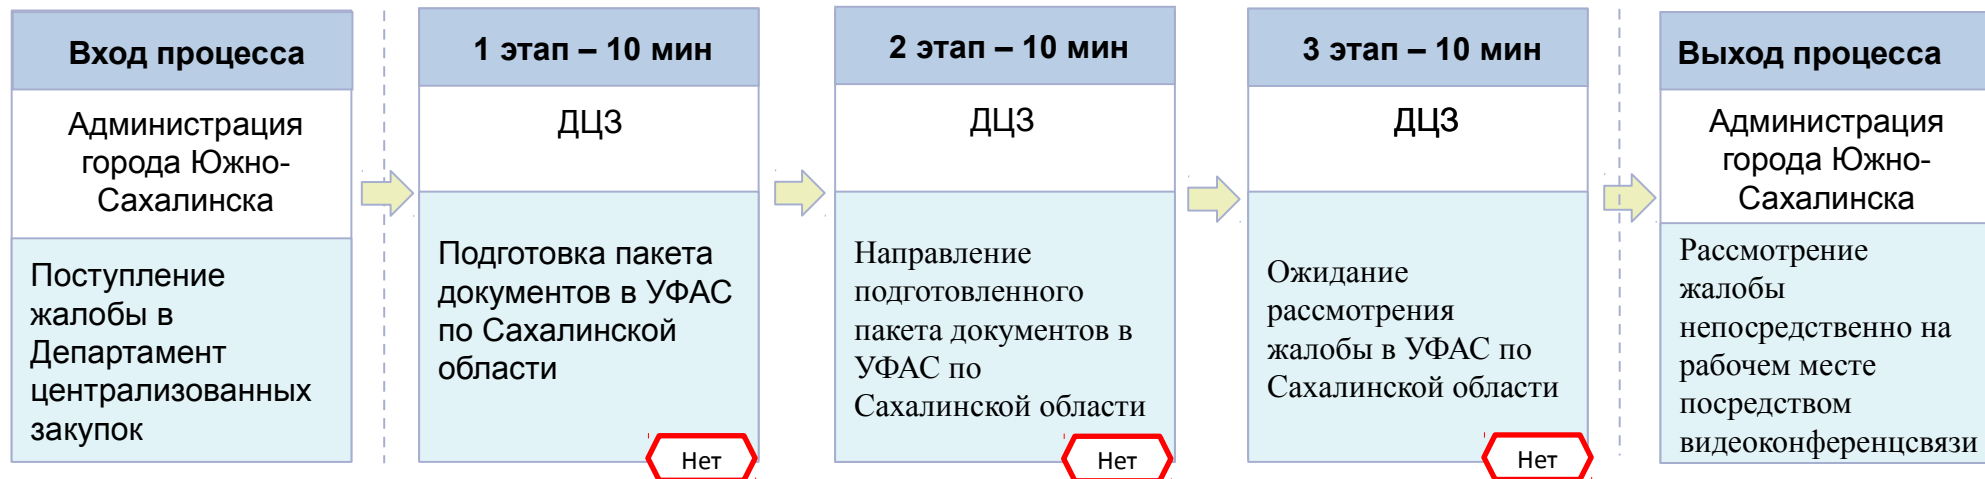 Вход процесса
Администрация
города Южно-
Сахалинска
Поступление
жалобы в
Департамент
централизованных
закупок
1 этап – 10 мин
ДЦЗ
Подготовка пакета
документов в УФАС
по Сахалинской
области
Нет
2 этап – 10 мин
ДЦЗ
Направление
подготовленного
пакета документов в
УФАС по
Сахалинской области
Нет
3 этап – 10 мин
ДЦЗ
Ожидание
рассмотрения
жалобы в УФАС по
Сахалинской области
Нет
Выход процесса
Администрация
города Южно-
Сахалинска
Рассмотрение
жалобы
непосредственно на
рабочем месте
посредством
видеоконференцсвязи